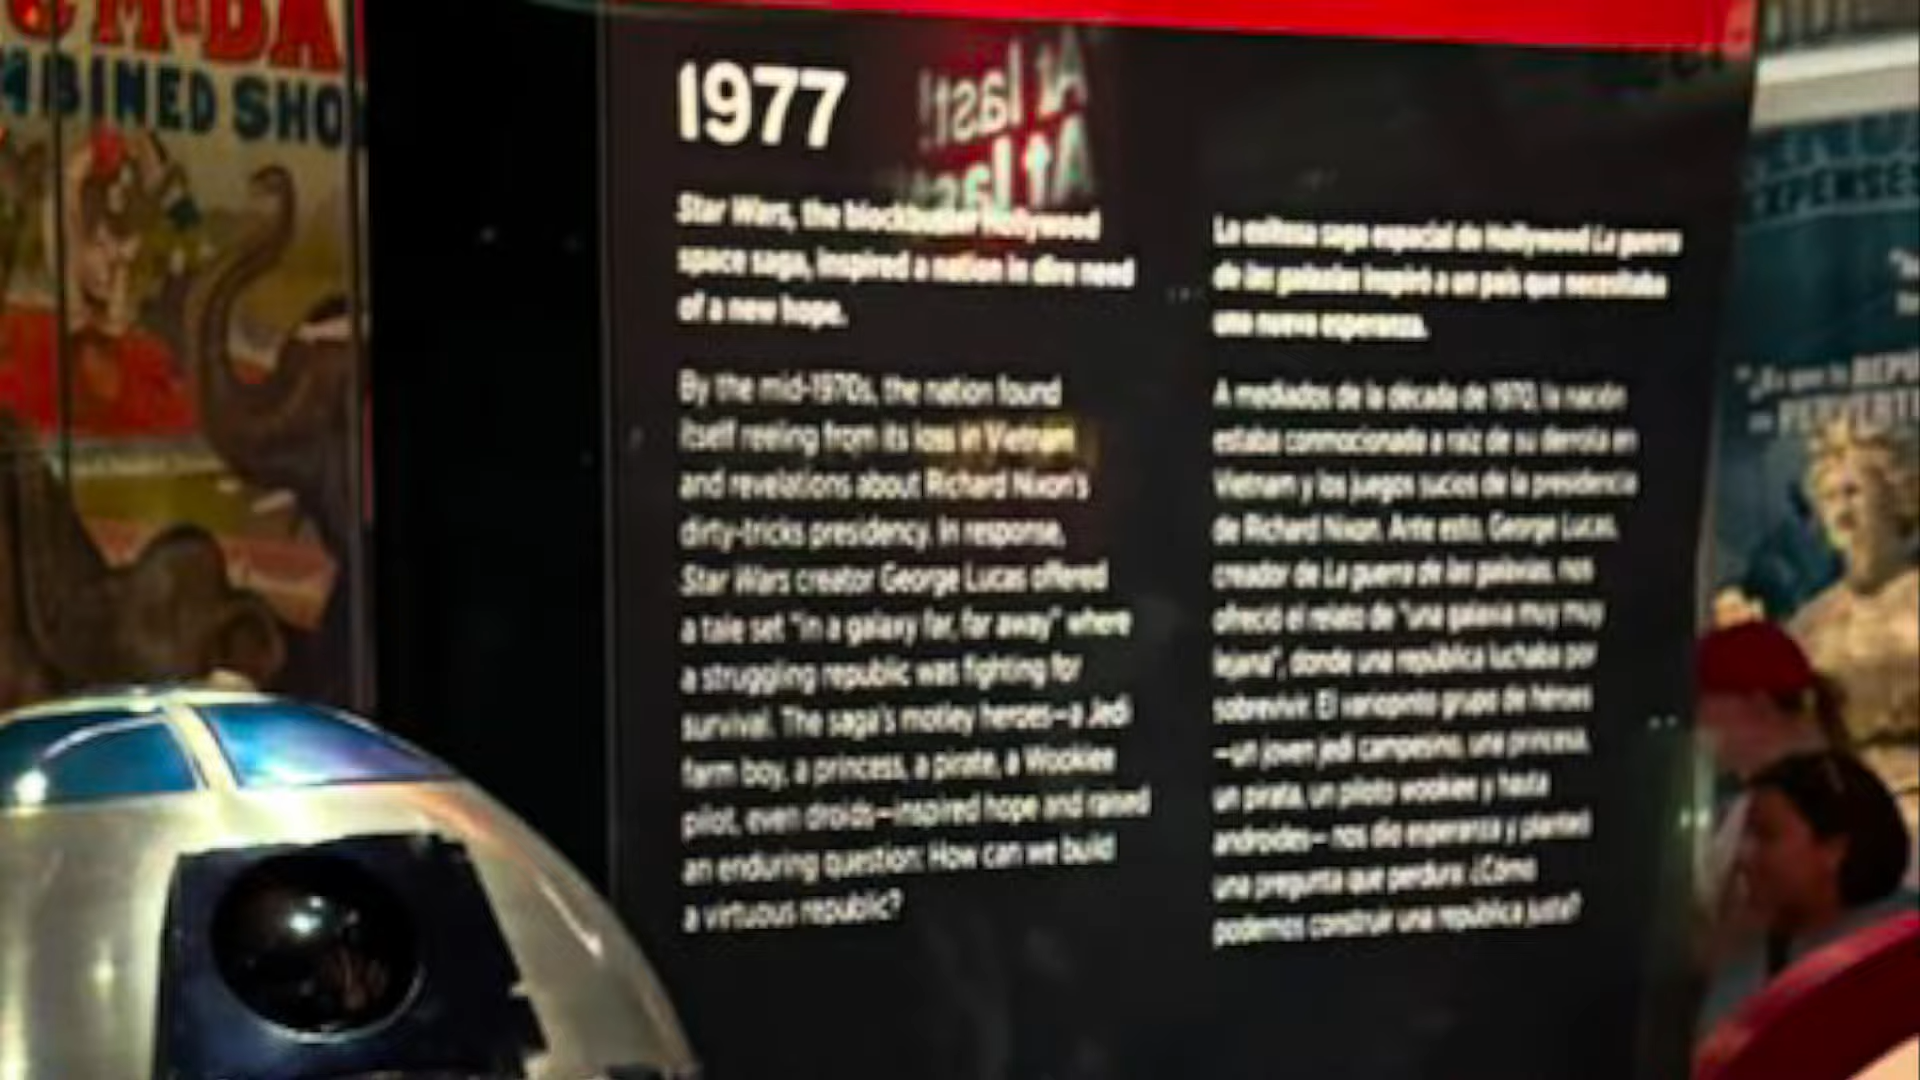 MBINED SHO
1977
At last!
At last
Star Wars, the blockbuster Hollywood
space saga, inspired a nation in dire need
of a new hope.
By the mid-1970s, the nation found
itself reeling from its loss in Vietnam
and revelations about Richard Nixon's
dirty-tricks presidency. In response,
Star Wars creator George Lucas offered
a tale set "in a galaxy far, far away" where
a struggling republic was fighting for
survival. The saga's motley heroes—a Jedi
farm boy, a princess, a pirate, a Wookiee
pilot, even droids—inspired hope and raised
an enduring question: How can we build
a virtuous republic?
La exitosa saga espacial de Hollywood La guerra
de las galaxias inspiró a un país que necesitaba
una nueva esperanza.
A mediados de la década de 1970, la nación
estaba conmocionada a raíz de su derrota en
Vietnam y los juegos sucios de la presidencia
de Richard Nixon. Ante esto, George Lucas,
creador de La guerra de las galaxias, nos
ofreció el relato de "una galaxia muy muy
lejana", donde una república luchaba por
sobrevivir. El variopinto grupo de héroes
—un joven jedi campesino, una princesa,
un pirata, un piloto wookiee y hasta
androides— nos dio esperanza y planteó
una pregunta que perdura: ¿Cómo
podemos construir una república justa?
EXPENSES